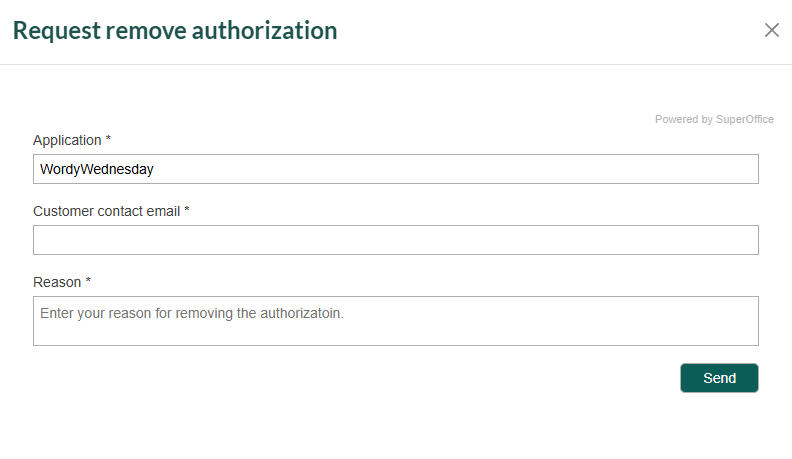 Request remove authorization
Powered by SuperOffice
Application *
WordyWednesday
Customer contact email *
Reason *
Enter your reason for removing the authorizatoin.
Send